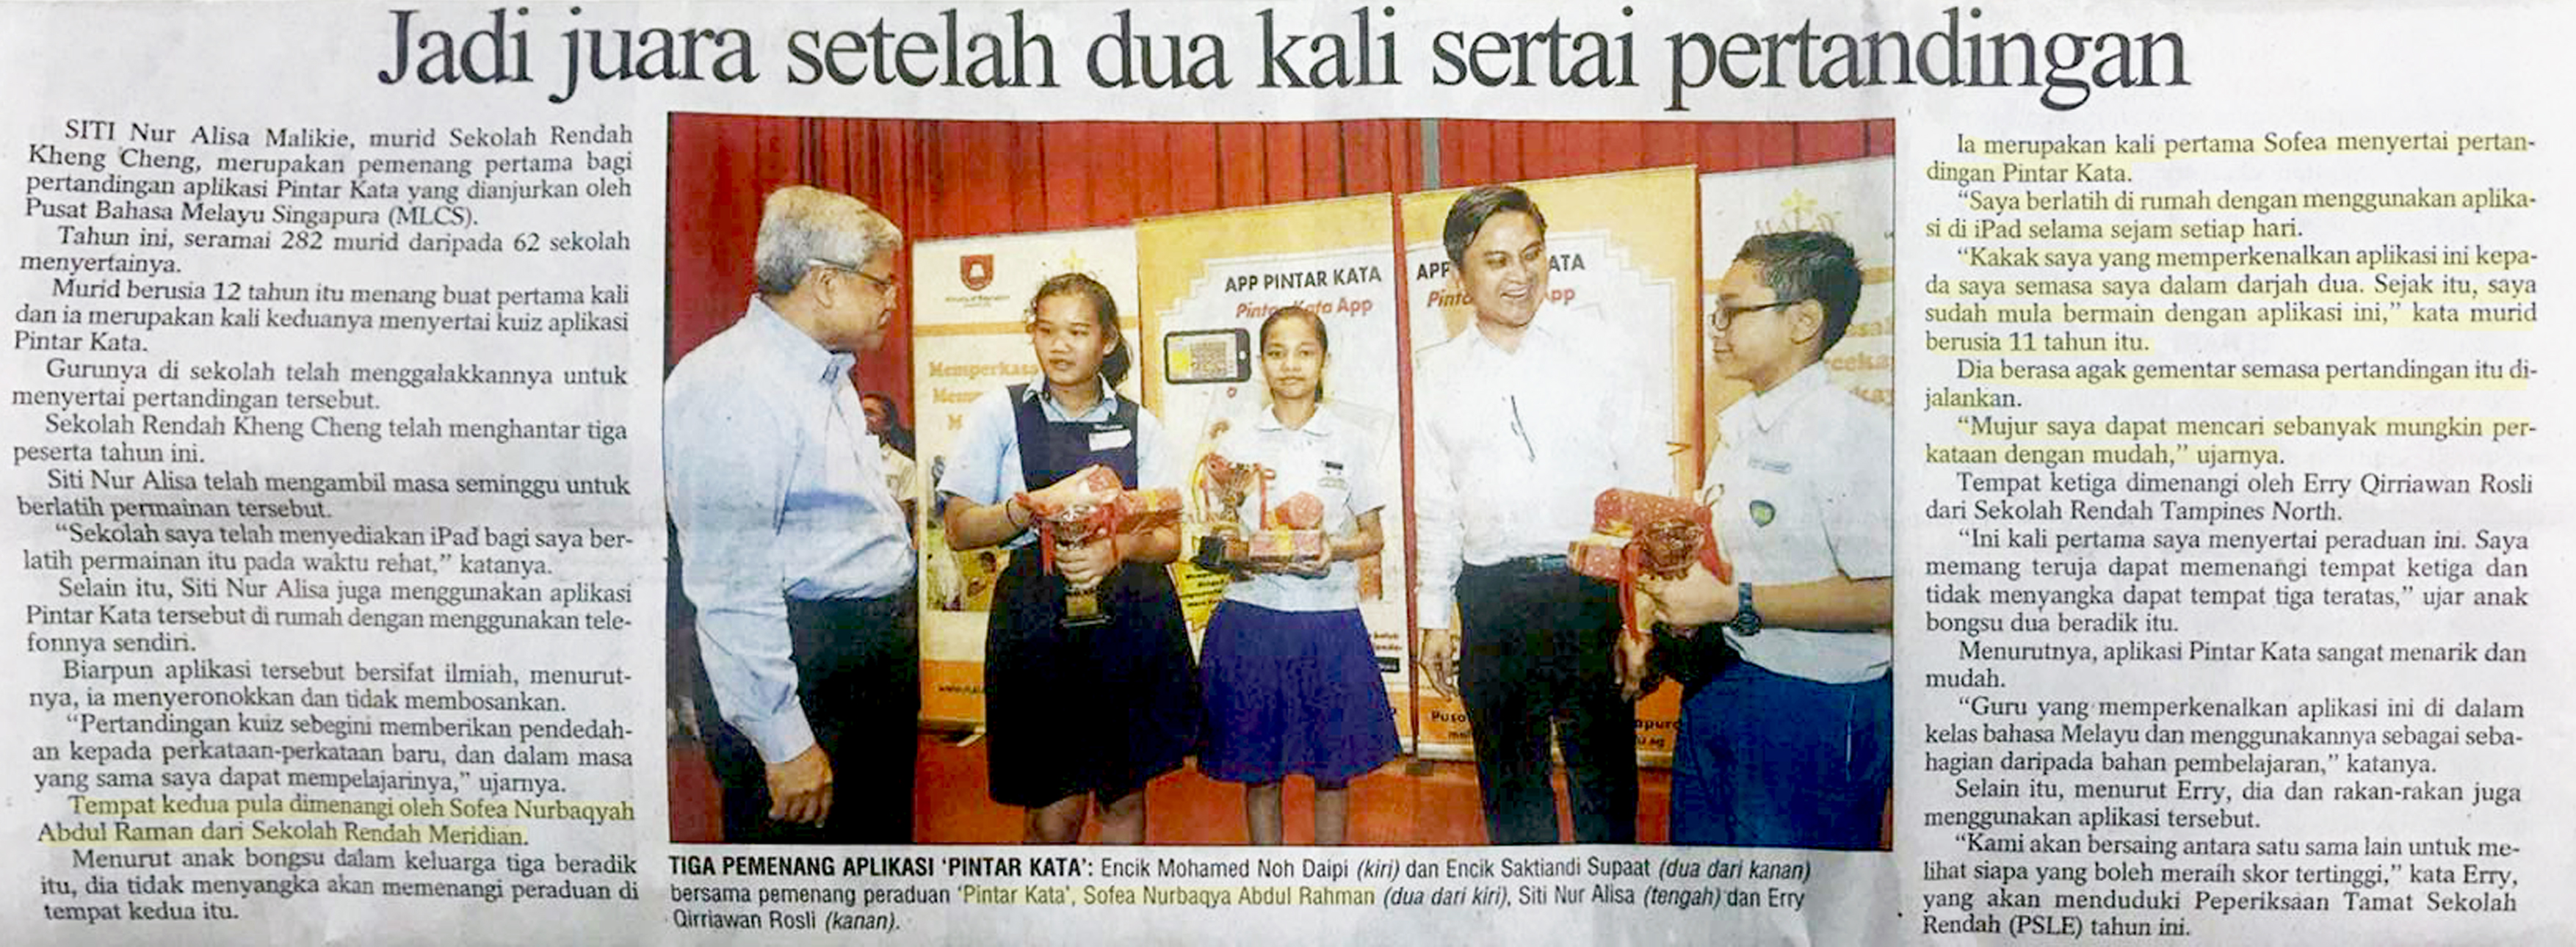 Jadi juara setelah dua kali sertai pertandingan
SITI Nur Alisa Malikie, murid Sekolah Rendah
Kheng Cheng, merupakan pemenang pertama bagi
pertandingan aplikasi Pintar Kata yang dianjurkan oleh
Pusat Bahasa Melayu Singapura (MLCS).
Tahun ini, seramai 282 murid daripada 62 sekolah
menyertainya.
Murid berusia 12 tahun itu menang buat pertama kali
dan ia merupakan kali keduanya menyertai kuiz aplikasi
Pintar Kata.
Gurunya di sekolah telah menggalakkannya untuk
menyertai pertandingan tersebut.
Sekolah Rendah Kheng Cheng telah menghantar tiga
peserta tahun ini.
Siti Nur Alisa telah mengambil masa seminggu untuk
berlatih permainan tersebut.
“Sekolah saya telah menyediakan iPad bagi saya ber-
latih permainan itu pada waktu rehat,” katanya.
Selain itu, Siti Nur Alisa juga menggunakan aplikasi
Pintar Kata tersebut di rumah dengan menggunakan tele-
fonnya sendiri.
Biarpun aplikasi tersebut bersifat ilmiah, menurut-
nya, ia menyeronokkan dan tidak membosankan.
“Pertandingan kuiz sebegini memberikan pendedah-
an kepada perkataan-perkataan baru, dan dalam masa
yang sama saya dapat mempelajarinya,” ujarnya.
Tempat kedua pula dimenangi oleh Sofea Nurbaqyah
Abdul Raman dari Sekolah Rendah Meridian.
Menurut anak bongsu dalam keluarga tiga beradik
itu, dia tidak menyangka akan memenangi peraduan di
tempat kedua itu.
APP PINTAR KATA
Pintar Kata App
APP
ATA
Pinta
App
Memperkasa
TIGA PEMENANG APLIKASI ‘PINTAR KATA’: Encik Mohamed Noh Daipi (kiri) dan Encik Saktiandi Supaat (dua dari kanan)
bersama pemenang peraduan ‘Pintar Kata’, Sofea Nurbaqya Abdul Rahman (dua dari kiri), Siti Nur Alisa (tengah) dan Erry
Qirriawan Rosli (kanan).
Ia merupakan kali pertama Sofea menyertai pertan-
dingan Pintar Kata.
“Saya berlatih di rumah dengan menggunakan aplika-
si di iPad selama sejam setiap hari.
“Kakak saya yang memperkenalkan aplikasi ini kepa-
da saya semasa saya dalam darjah dua. Sejak itu, saya
sudah mula bermain dengan aplikasi ini,” kata murid
berusia 11 tahun itu.
Dia berasa agak gementar semasa pertandingan itu di-
jalankan.
“Mujur saya dapat mencari sebanyak mungkin per-
kataan dengan mudah,” ujarnya.
Tempat ketiga dimenangi oleh Erry Qirriawan Rosli
dari Sekolah Rendah Tampines North.
“Ini kali pertama saya menyertai peraduan ini. Saya
memang teruja dapat memenangi tempat ketiga dan
tidak menyangka dapat tempat tiga teratas,” ujar anak
bongsu dua beradik itu.
Menurutnya, aplikasi Pintar Kata sangat menarik dan
mudah.
“Guru yang memperkenalkan aplikasi ini di dalam
kelas bahasa Melayu dan menggunakannya sebagai seba-
hagian daripada bahan pembelajaran,” katanya.
Selain itu, menurut Erry, dia dan rakan-rakan juga
menggunakan aplikasi tersebut.
“Kami akan bersaing antara satu sama lain untuk me-
lihat siapa yang boleh meraih skor tertinggi,” kata Erry,
yang akan menduduki Peperiksaan Tamat Sekolah
Rendah (PSLE) tahun ini.